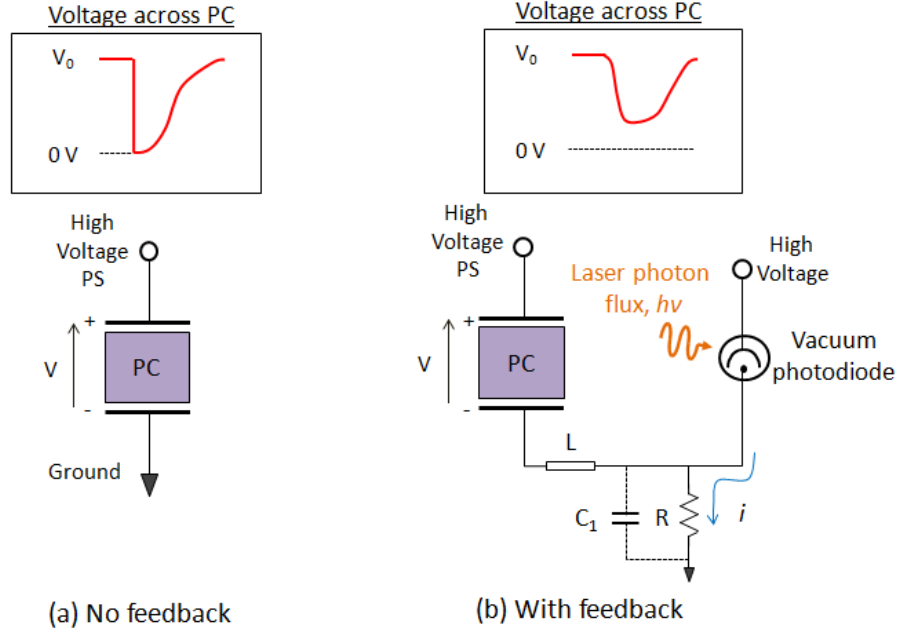 Voltage across PC
V₀
0 V
High
Voltage
PS
+
V
PC
-
Ground
(a) No feedback
Voltage across PC
V₀
0 V
High
Voltage
PS
+
V
PC
-
Laser photon
flux, hν
High
Voltage
Vacuum
photodiode
L
C₁
R
i
(b) With feedback